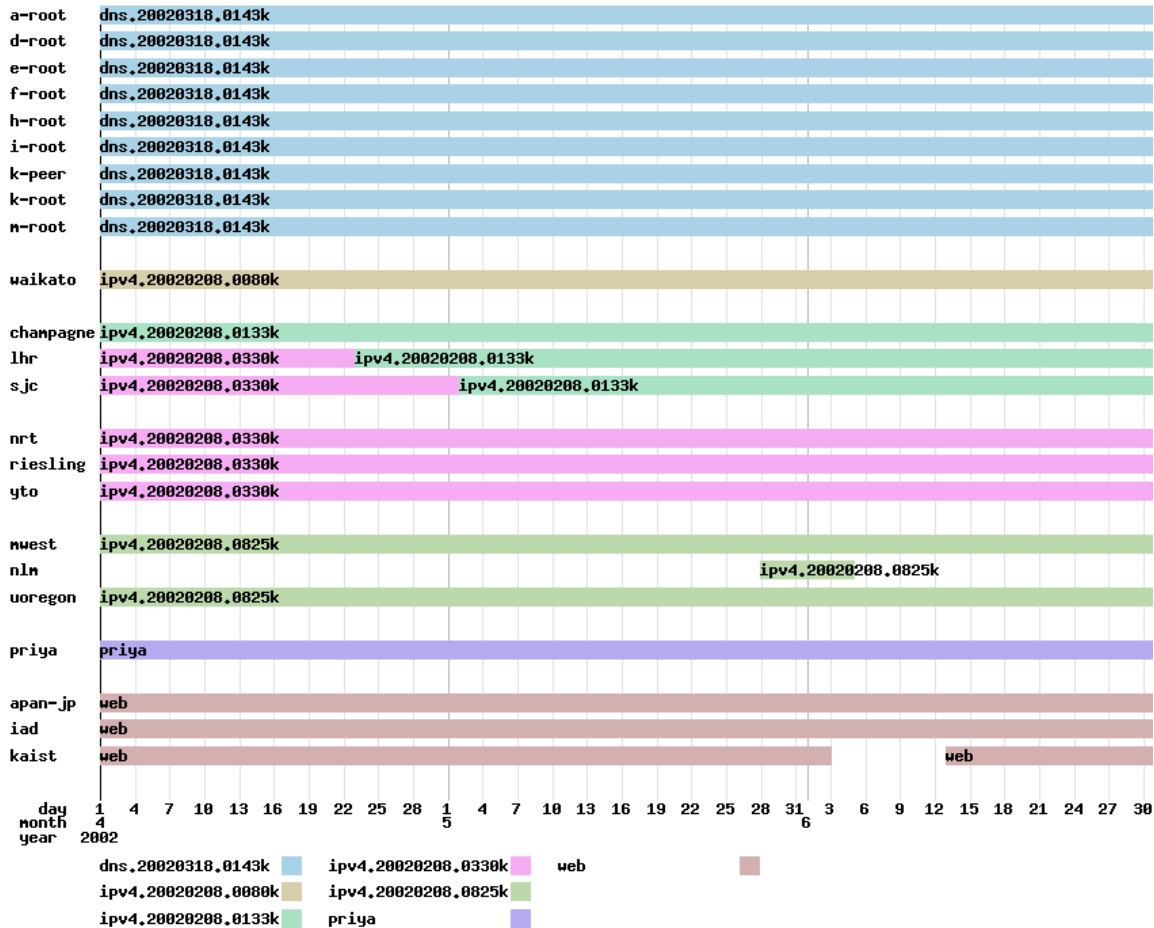 a-root dns.20020318.0143k
d-root dns.20020318.0143k
e-root dns.20020318.0143k
f-root dns.20020318.0143k
h-root dns.20020318.0143k
i-root dns.20020318.0143k
k-peer dns.20020318.0143k
k-root dns.20020318.0143k
m-root dns.20020318.0143k
waikato ipv4.20020208.0080k
champagne ipv4.20020208.0133k
lhr ipv4.20020208.0330k ipv4.20020208.0133k
sjc ipv4.20020208.0330k ipv4.20020208.0133k
nrt ipv4.20020208.0330k
riesling ipv4.20020208.0330k
yto ipv4.20020208.0330k
mwest ipv4.20020208.0825k
nlm ipv4.20020208.0825k
uoregon ipv4.20020208.0825k
priya priya
apan-jp web
iad web
kaist web web
day 1 4 7 10 13 16 19 22 25 28 1 4 7 10 13 16 19 22 25 28 31 3 6 9 12 15 18 21 24 27 30
month 4 5 6
year 2002
dns.20020318.0143k ipv4.20020208.0330k web
ipv4.20020208.0080k ipv4.20020208.0825k
ipv4.20020208.0133k priya